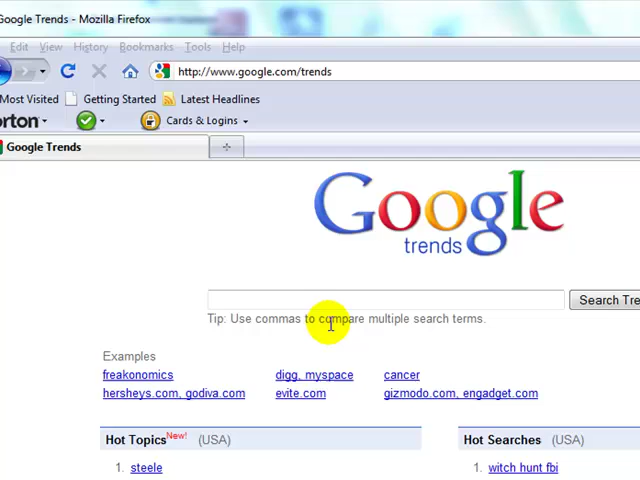 Google Trends - Mozilla Firefox
Edit View History Bookmarks Tools Help
http://www.google.com/trends
Most Visited Getting Started Latest Headlines
orton Cards & Logins
Google Trends
Google
trends
Search Tre
Tip: Use commas to compare multiple search terms.
Examples
freakonomics digg, myspace cancer
hersheys.com, godiva.com evite.com gizmodo.com, engadget.com
Hot Topics New! (USA) Hot Searches (USA)
1. steele 1. witch hunt fbi